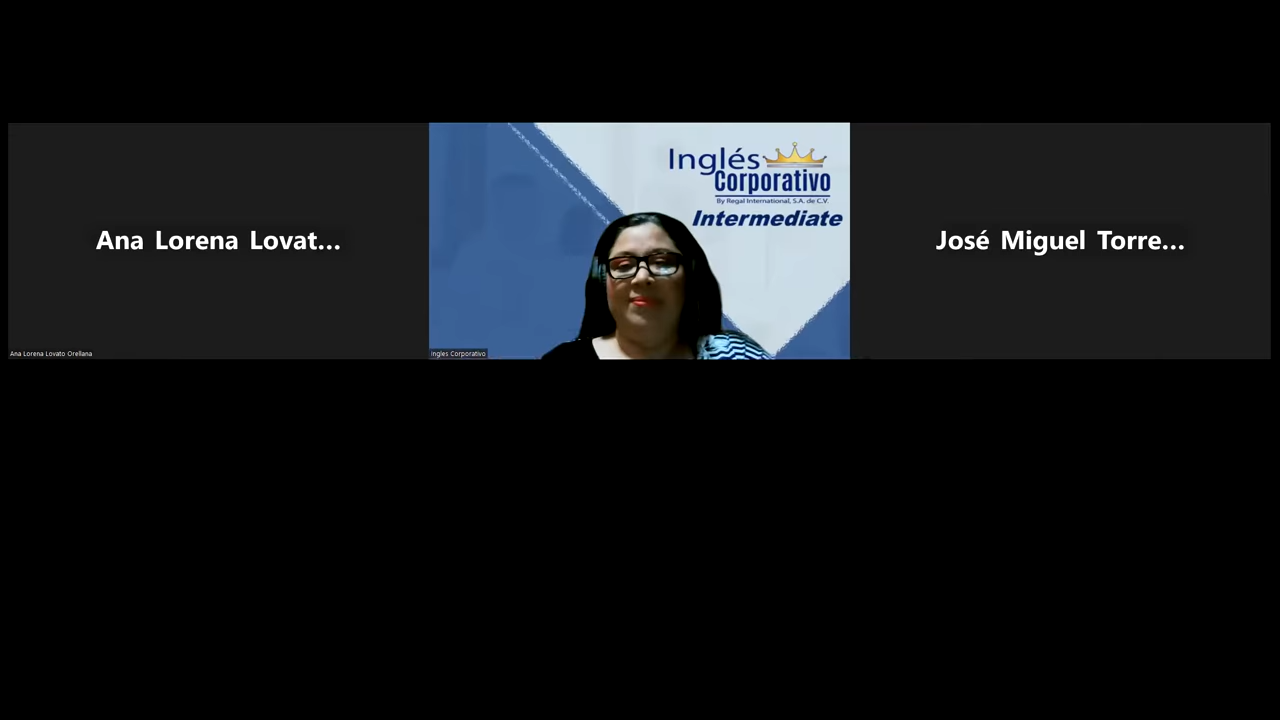 Ana Lorena Lovat...
Ana Lorena Lovato Orellana
Inglés
Corporativo
By Regal International, S.A. de C.V.
Intermediate
Ingles Corporativo
José Miguel Torre...